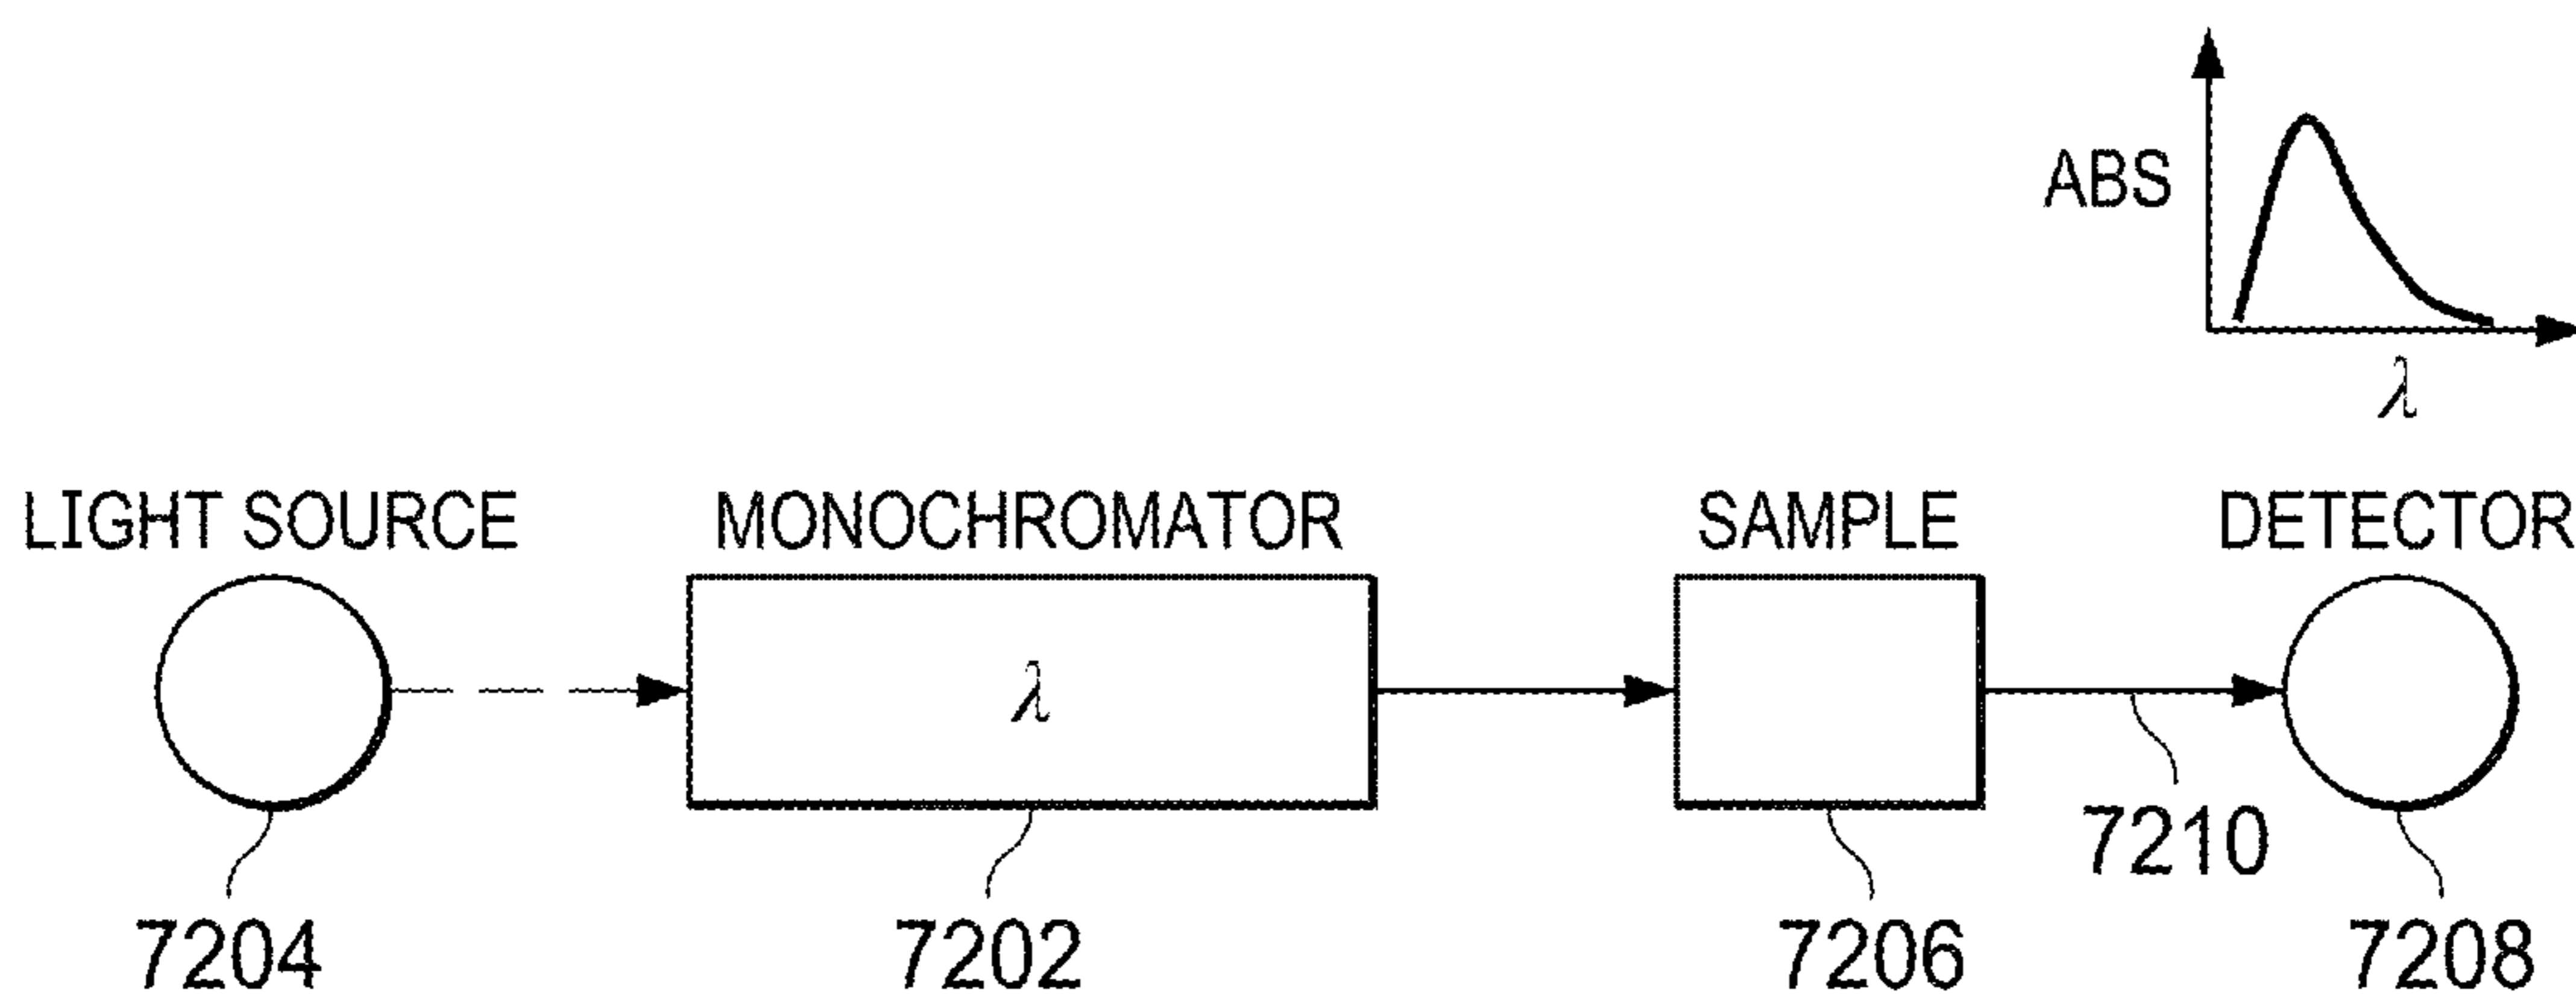 ABS
λ
LIGHT SOURCE
MONOCHROMATOR
SAMPLE
DETECTOR
λ
7210
7204
7202
7206
7208